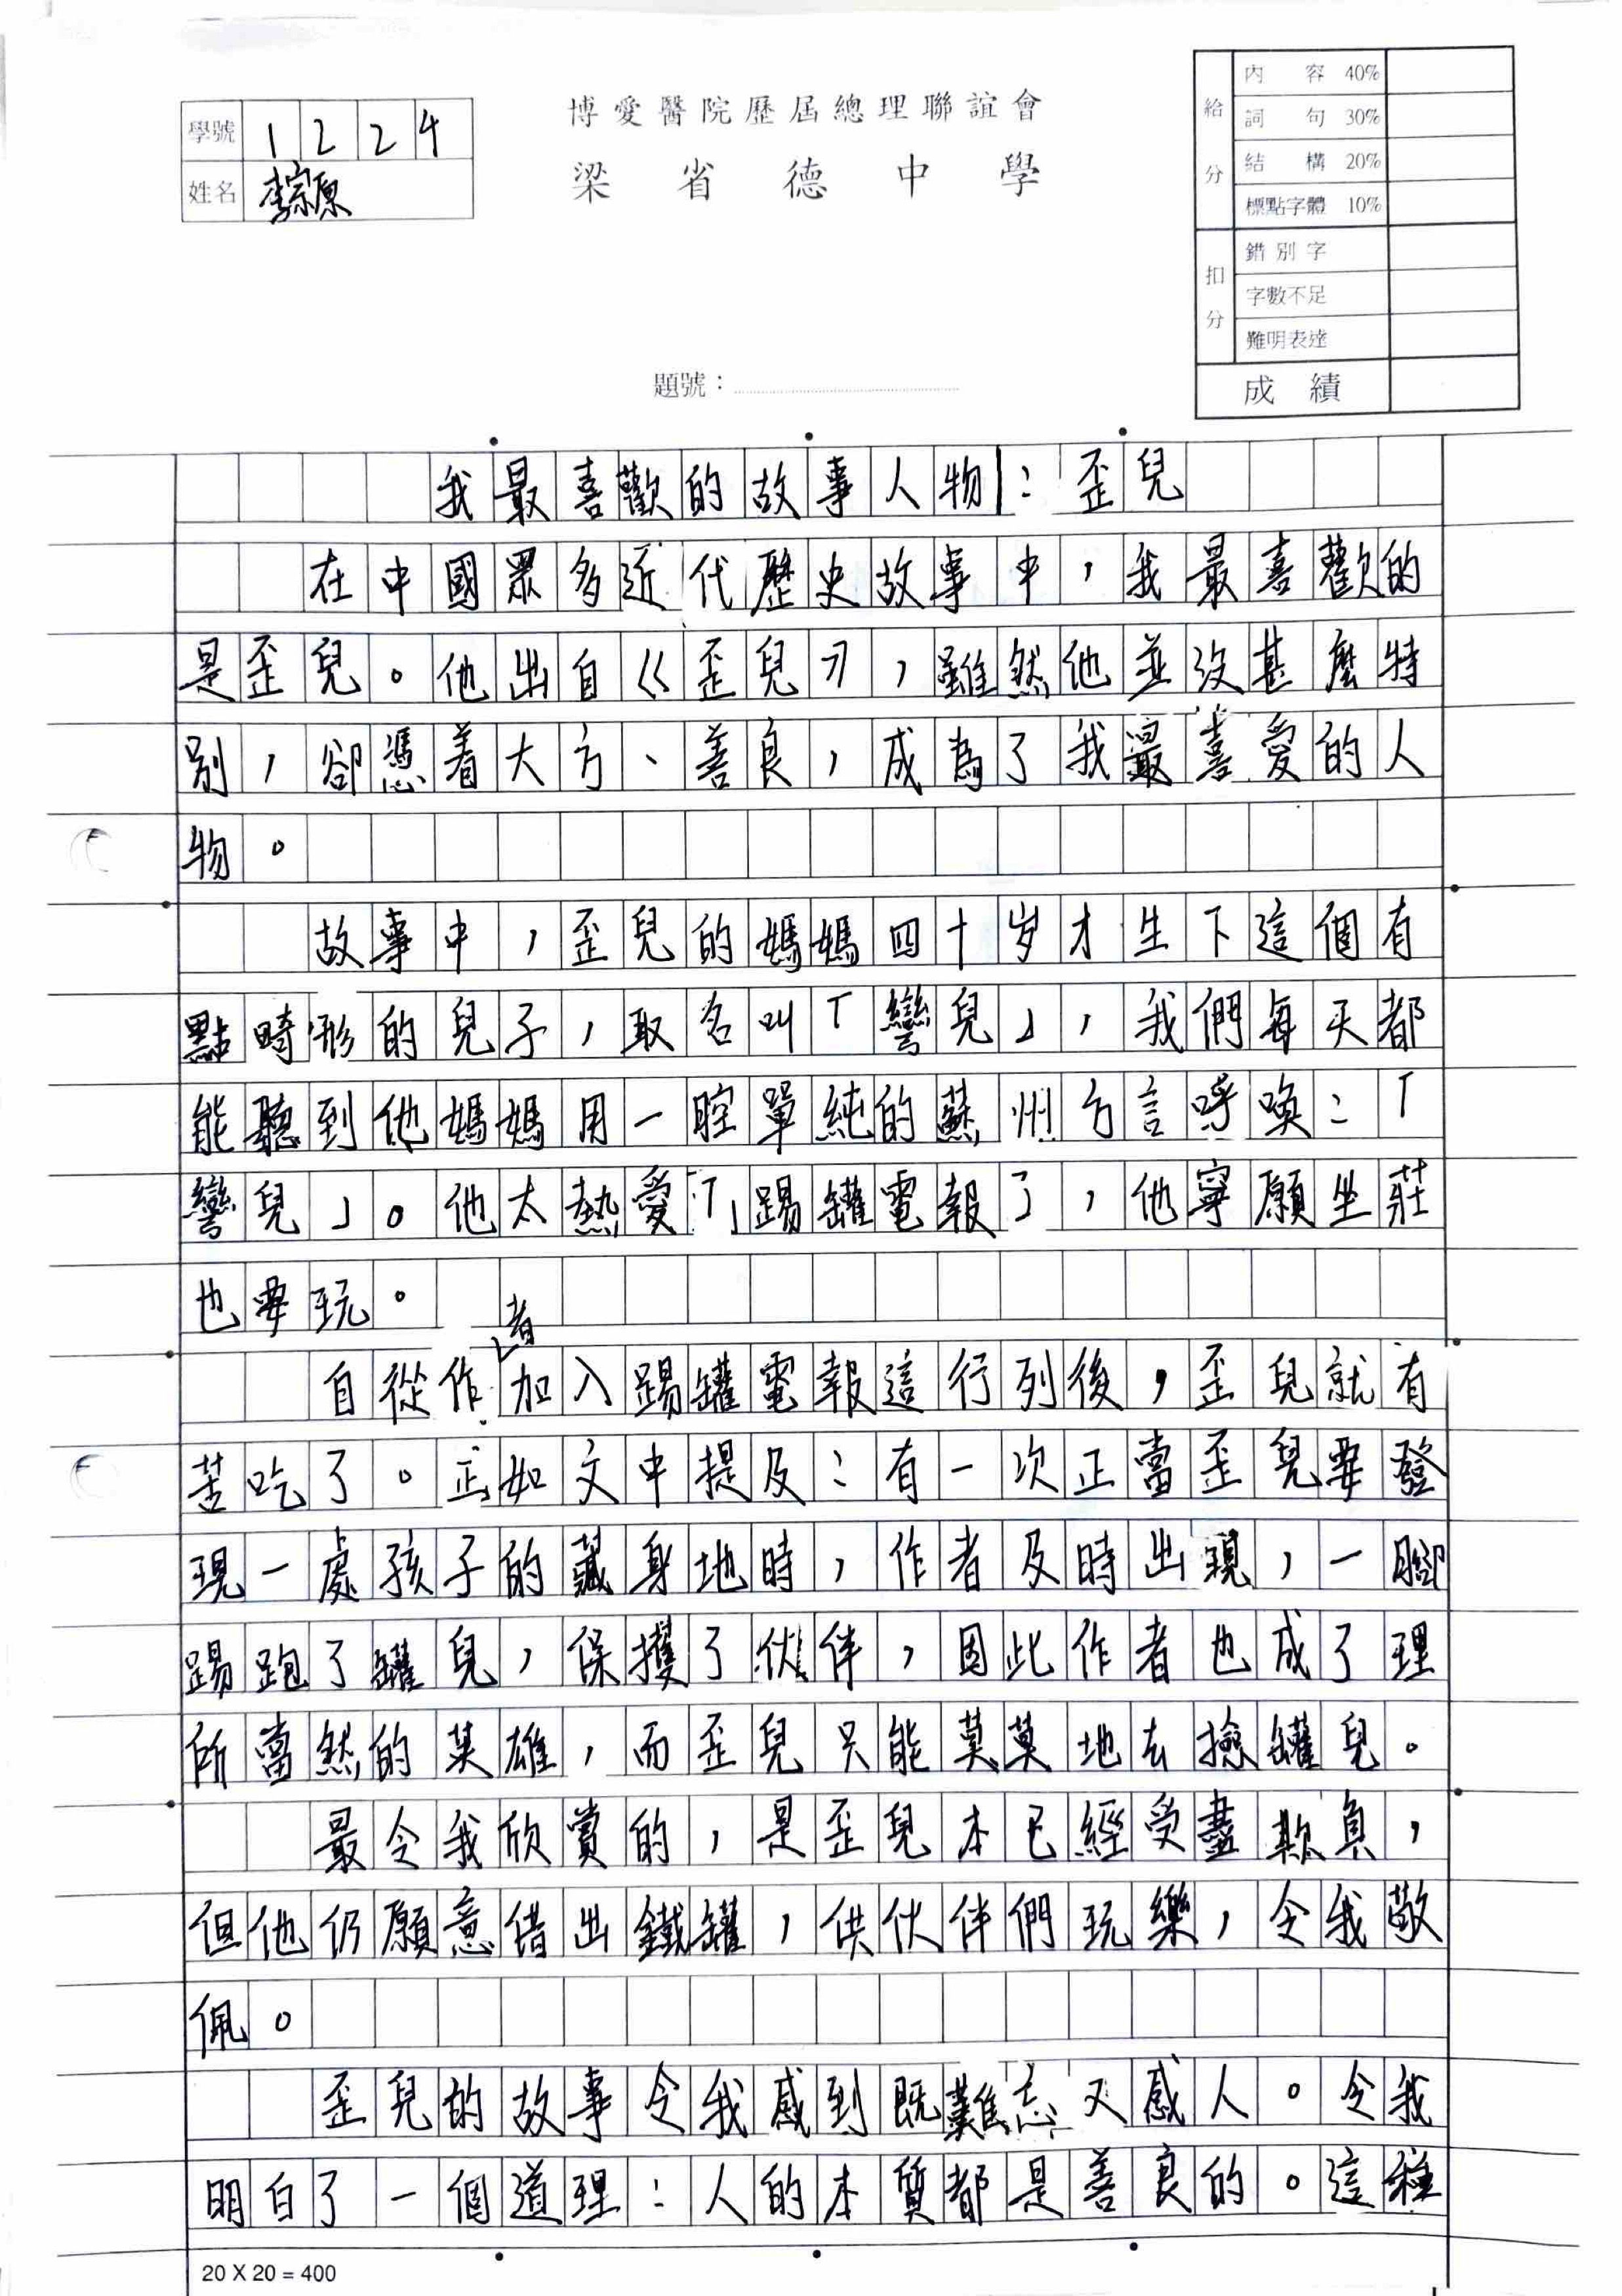 博愛醫院歷屆總理聯誼會
梁省德中學
學號 1 2 2 4
姓名 李宗原
給分
內容 40%
詞句 30%
結構 20%
標點字體 10%
扣分
錯別字
字數不足
難明表達
成績
題號：
我最喜歡的故事人物：歪兒
在中國眾多近代歷史故事中，我最喜歡的
是歪兒。他出自《歪兒》，雖然他並沒甚麼特
別，卻憑着大方、善良，成為了我最喜愛的人
物。
故事中，歪兒的媽媽四十岁才生下這個有
點畸形的兒子，取名叫「彎兒」，我們每天都
能聽到他媽媽用一腔單純的蘇州方言呼喚：「
彎兒」。他太熱愛「」踢罐電報了，他寧願坐莊
也要玩。
自從作者加入踢罐電報這行列後，歪兒就有
苦吃了。正如文中提及：有一次正當歪兒要發
現一處孩子的藏身地時，作者及時出現，一腳
踢跑了罐兒，保護了伙伴，因此作者也成了理
所當然的英雄，而歪兒只能莫莫地去撿罐兒。
最令我欣賞的，是歪兒本已經受盡欺負，
但他仍願意借出鐵罐，供伙伴們玩樂，令我敬
佩。
歪兒的故事令我感到既難忘又感人。令我
明白了一個道理：人的本質都是善良的。這種
20 X 20 = 400